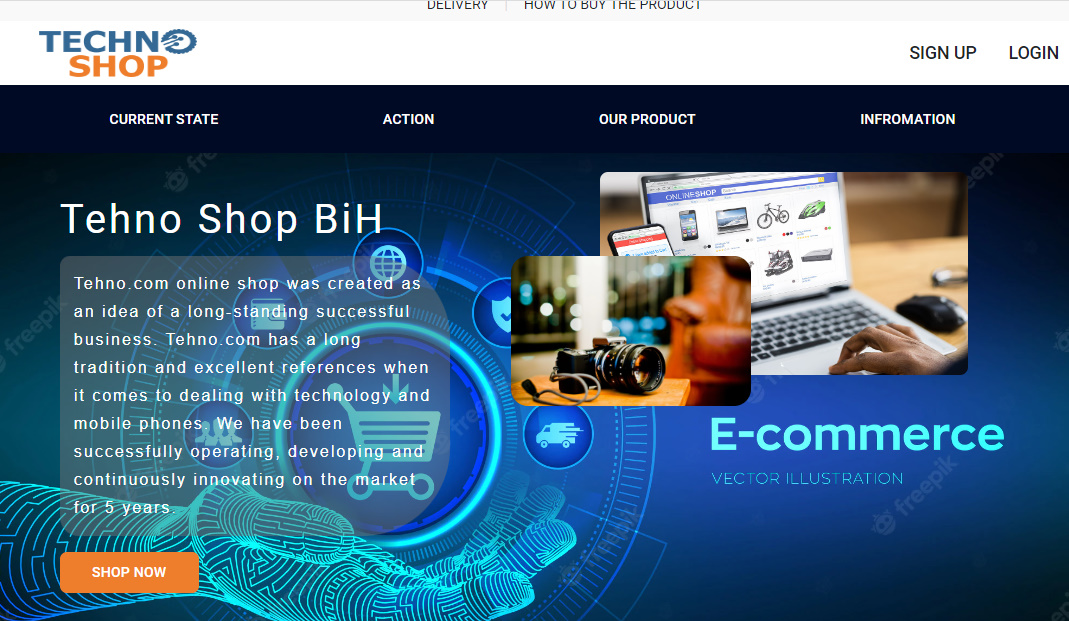 DELIVERY
HOW TO BUY THE PRODUCT
TECHNO
SHOP
SIGN UP
LOGIN
CURRENT STATE
ACTION
OUR PRODUCT
INFROMATION
Tehno Shop BiH
Tehno.com online shop was created as
an idea of a long-standing successful
business. Tehno.com has a long
tradition and excellent references when
it comes to dealing with technology and
mobile phones. We have been
successfully operating, developing and
continuously innovating on the market
for 5 years.
SHOP NOW
ONLINESHOP
E-commerce
VECTOR ILLUSTRATION
freepik
freepik